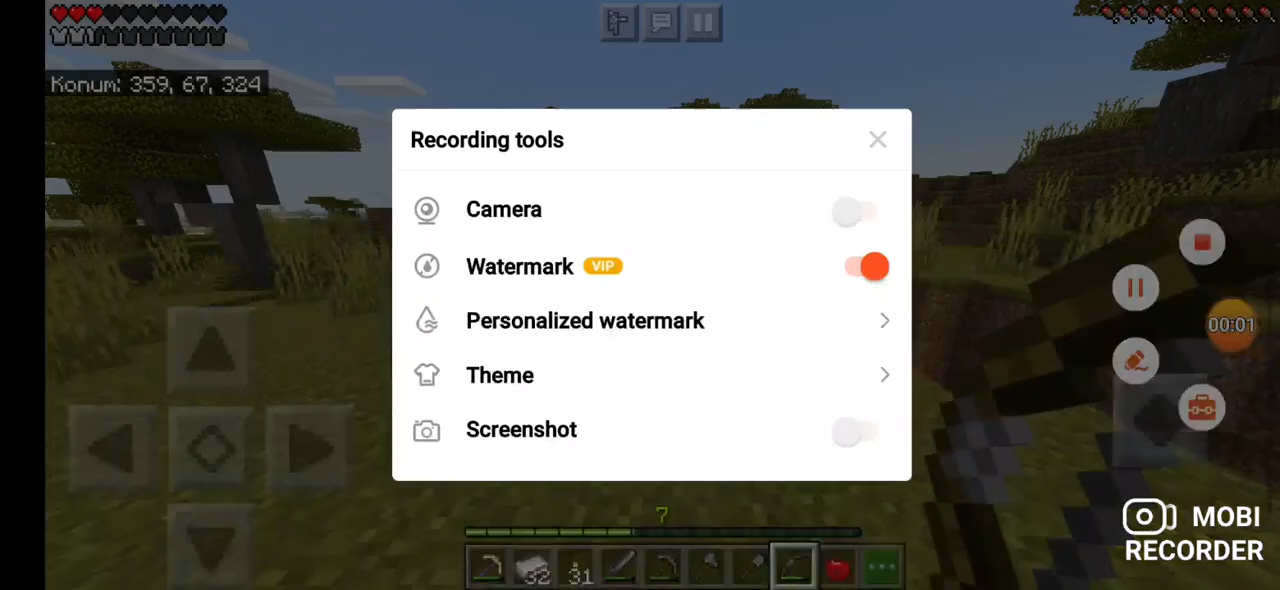 Konum: 359, 67, 324
Recording tools
Camera
Watermark VIP
Personalized watermark
Theme
Screenshot
00:01
7
32
31
MOBI
RECORDER